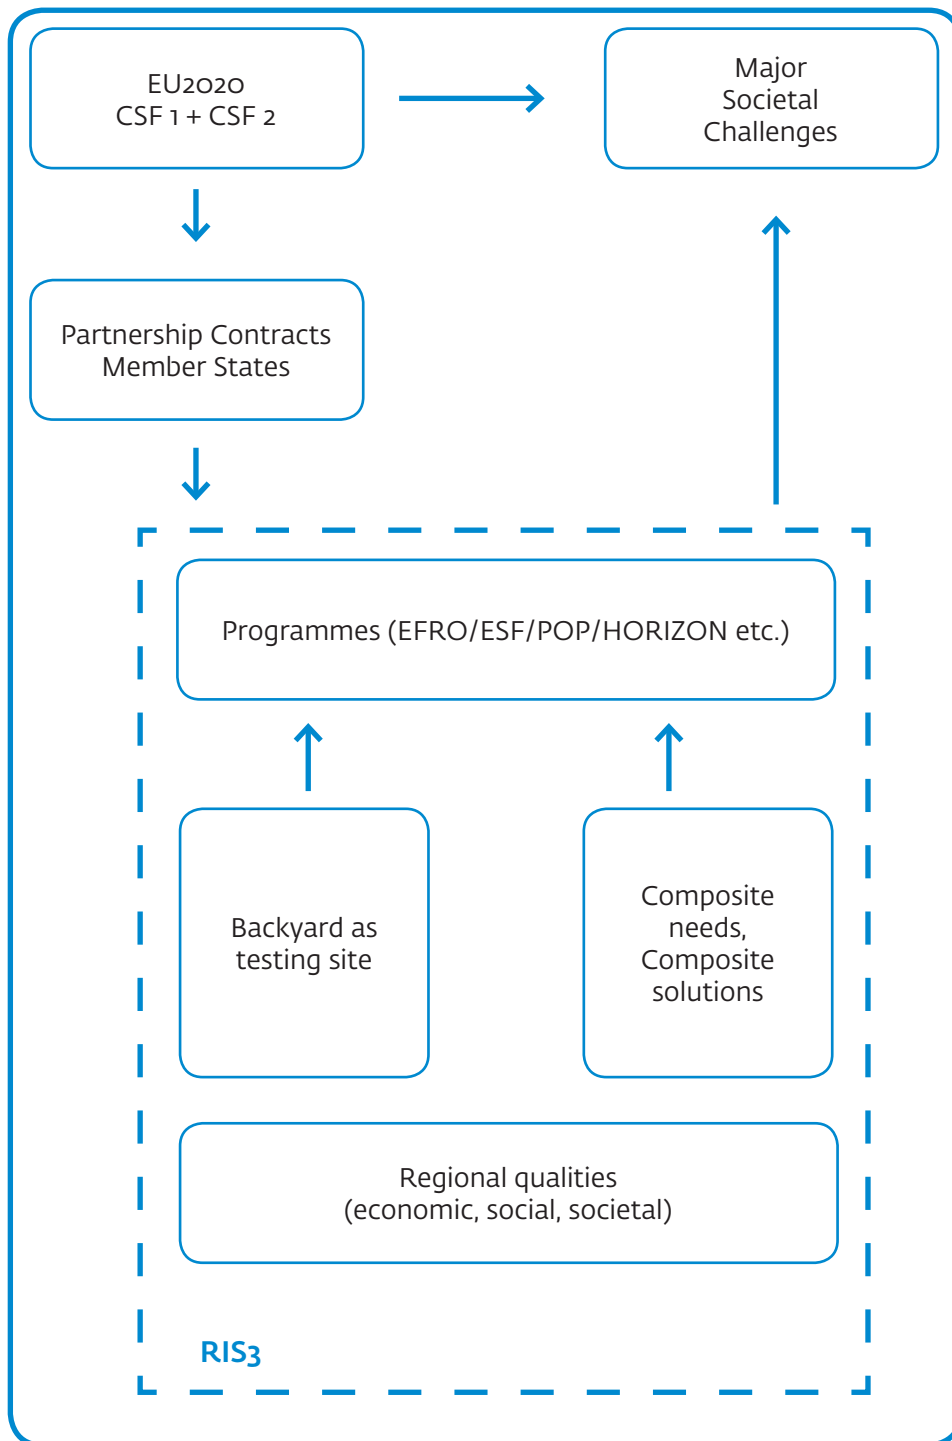 EU2020
CSF 1 + CSF 2
Major
Societal
Challenges
Partnership Contracts
Member States
Programmes (EFRO/ESF/POP/HORIZON etc.)
Backyard as
testing site
Composite
needs,
Composite
solutions
Regional qualities
(economic, social, societal)
RIS3